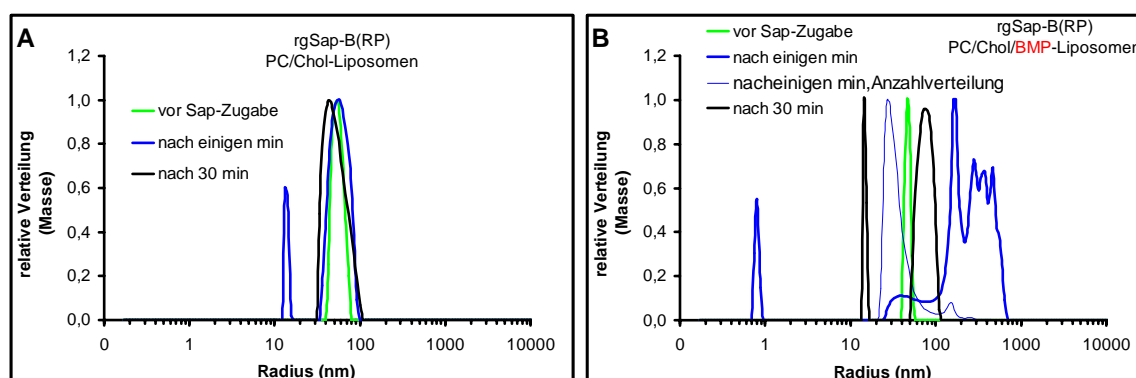 A
rgSap-B(RP)
PC/Chol-Liposomen
vor Sap-Zugabe
nach einigen min
nach 30 min
relative Verteilung
(Masse)
1,2
1,0
0,8
0,6
0,4
0,2
0,0
0 1 10 100 1000 10000
Radius (nm)
B
rgSap-B(RP)
PC/Chol/BMP-Liposomen
vor Sap-Zugabe
nach einigen min
nacheinigen min,Anzahlverteilung
nach 30 min
relative Verteilung
(Masse)
1,2
1,0
0,8
0,6
0,4
0,2
0,0
0 1 10 100 1000 10000
Radius (nm)